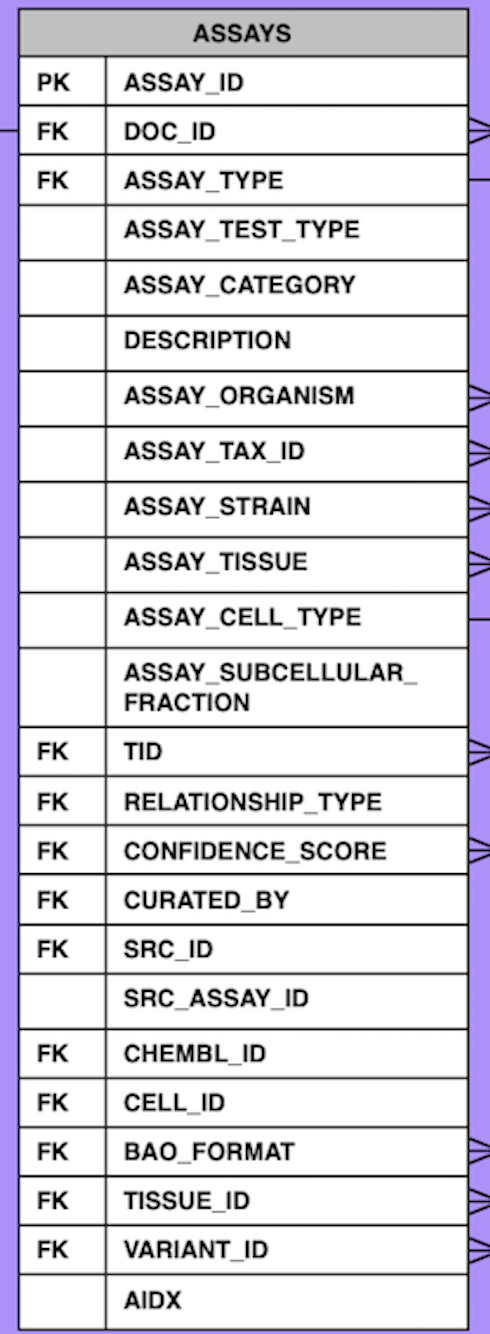 ASSAYS
PK ASSAY_ID
FK DOC_ID
FK ASSAY_TYPE
ASSAY_TEST_TYPE
ASSAY_CATEGORY
DESCRIPTION
ASSAY_ORGANISM
ASSAY_TAX_ID
ASSAY_STRAIN
ASSAY_TISSUE
ASSAY_CELL_TYPE
ASSAY_SUBCELLULAR_
FRACTION
FK TID
FK RELATIONSHIP_TYPE
FK CONFIDENCE_SCORE
FK CURATED_BY
FK SRC_ID
SRC_ASSAY_ID
FK CHEMBL_ID
FK CELL_ID
FK BAO_FORMAT
FK TISSUE_ID
FK VARIANT_ID
AIDX